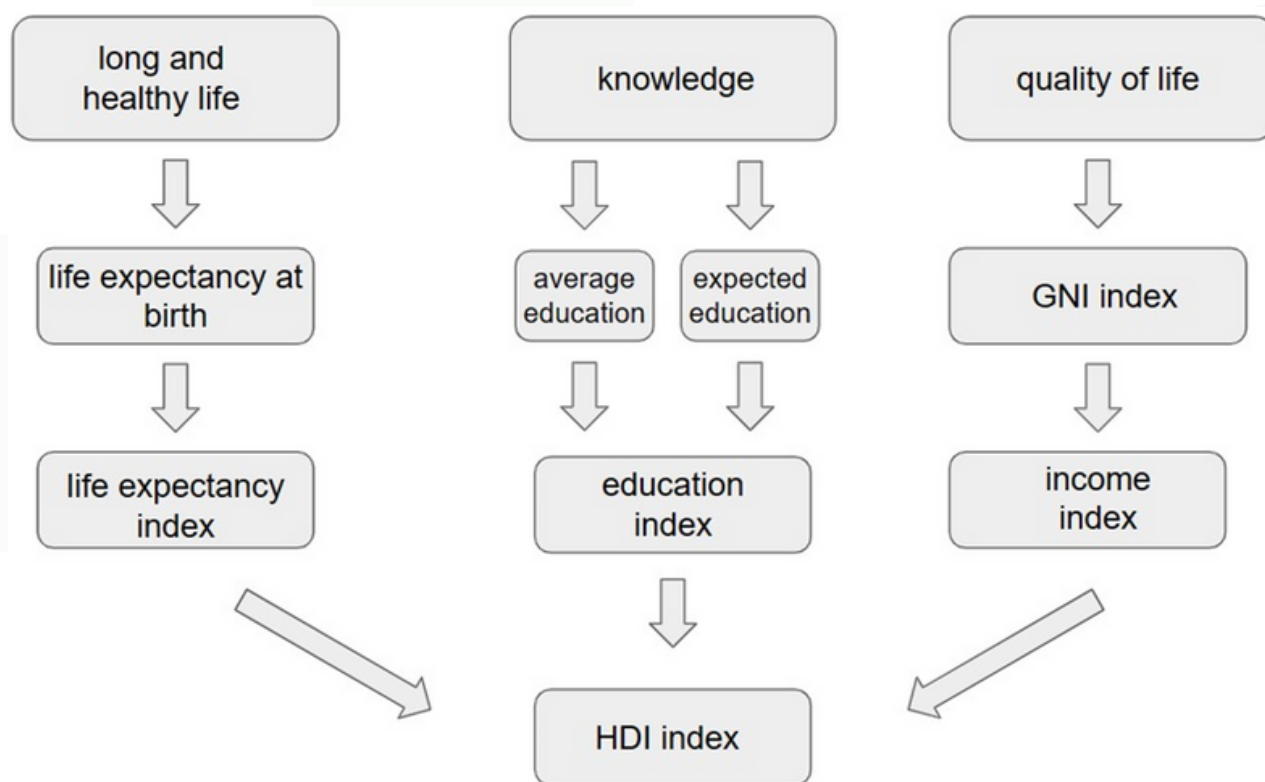 long and
healthy life
knowledge
quality of life
life expectancy at
birth
average
education
expected
education
GNI index
life expectancy
index
education
index
income
index
HDI index